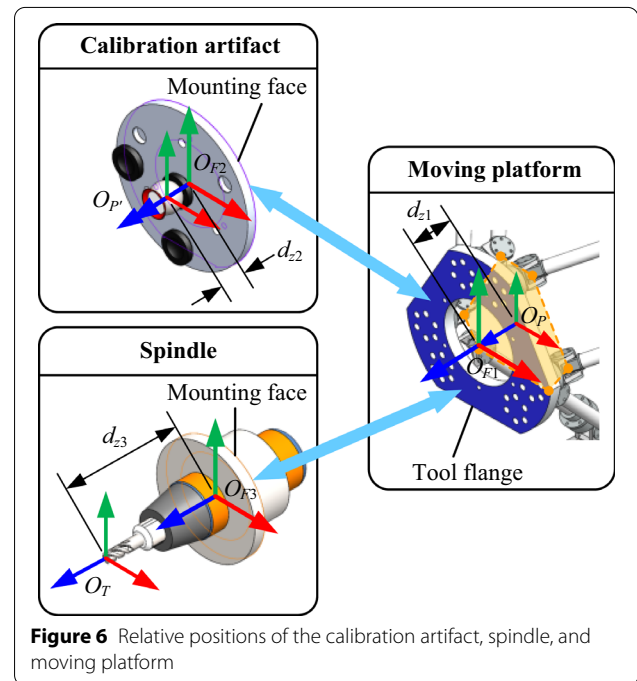 Calibration artifact
Mounting face
O_{F2}
O_{P'}
d_{z2}
Moving platform
d_{z1}
O_P
O_{F1}
Tool flange
Spindle
Mounting face
d_{z3}
O_{F3}
O_T
Figure 6 Relative positions of the calibration artifact, spindle, and
moving platform